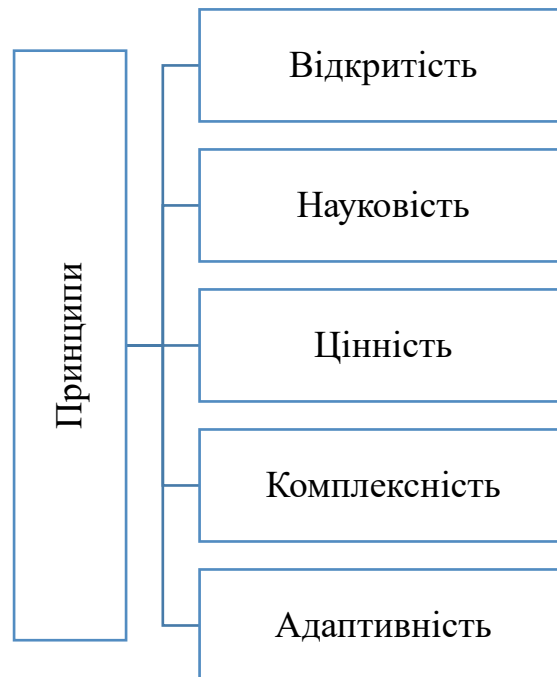 Принципи
Відкритість
Науковість
Цінність
Комплексність
Адаптивність